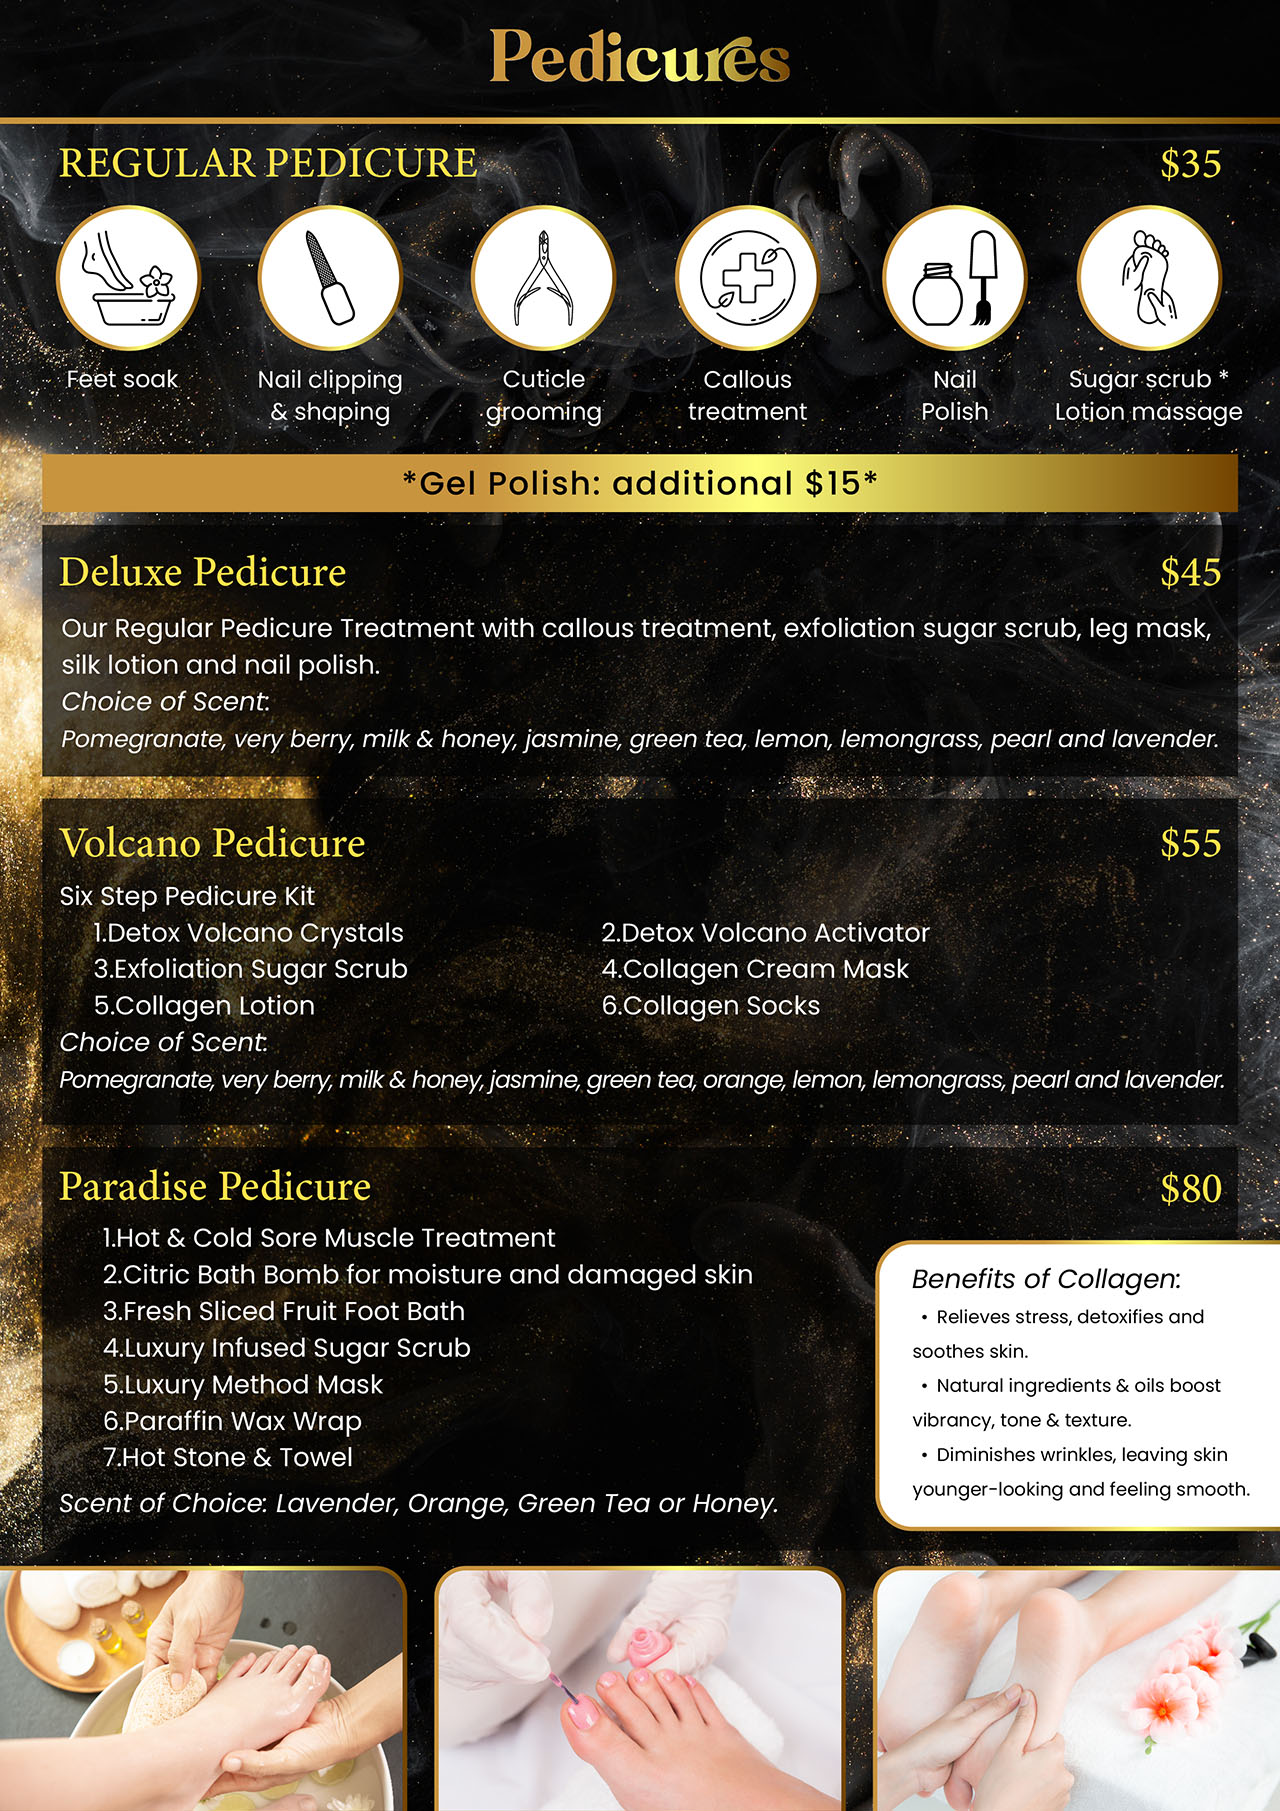 Pedicures
REGULAR PEDICURE $35
Feet soak
Nail clipping
& shaping
Cuticle
grooming
Callous
treatment
Nail
Polish
Sugar scrub *
Lotion massage
*Gel Polish: additional $15*
Deluxe Pedicure $45
Our Regular Pedicure Treatment with callous treatment, exfoliation sugar scrub, leg mask,
silk lotion and nail polish.
Choice of Scent:
Pomegranate, very berry, milk & honey, jasmine, green tea, lemon, lemongrass, pearl and lavender.
Volcano Pedicure $55
Six Step Pedicure Kit
1.Detox Volcano Crystals 2.Detox Volcano Activator
3.Exfoliation Sugar Scrub 4.Collagen Cream Mask
5.Collagen Lotion 6.Collagen Socks
Choice of Scent:
Pomegranate, very berry, milk & honey, jasmine, green tea, orange, lemon, lemongrass, pearl and lavender.
Paradise Pedicure $80
1.Hot & Cold Sore Muscle Treatment
2.Citric Bath Bomb for moisture and damaged skin
3.Fresh Sliced Fruit Foot Bath
4.Luxury Infused Sugar Scrub
5.Luxury Method Mask
6.Paraffin Wax Wrap
7.Hot Stone & Towel
Scent of Choice: Lavender, Orange, Green Tea or Honey.
Benefits of Collagen:
• Relieves stress, detoxifies and
soothes skin.
• Natural ingredients & oils boost
vibrancy, tone & texture.
• Diminishes wrinkles, leaving skin
younger-looking and feeling smooth.